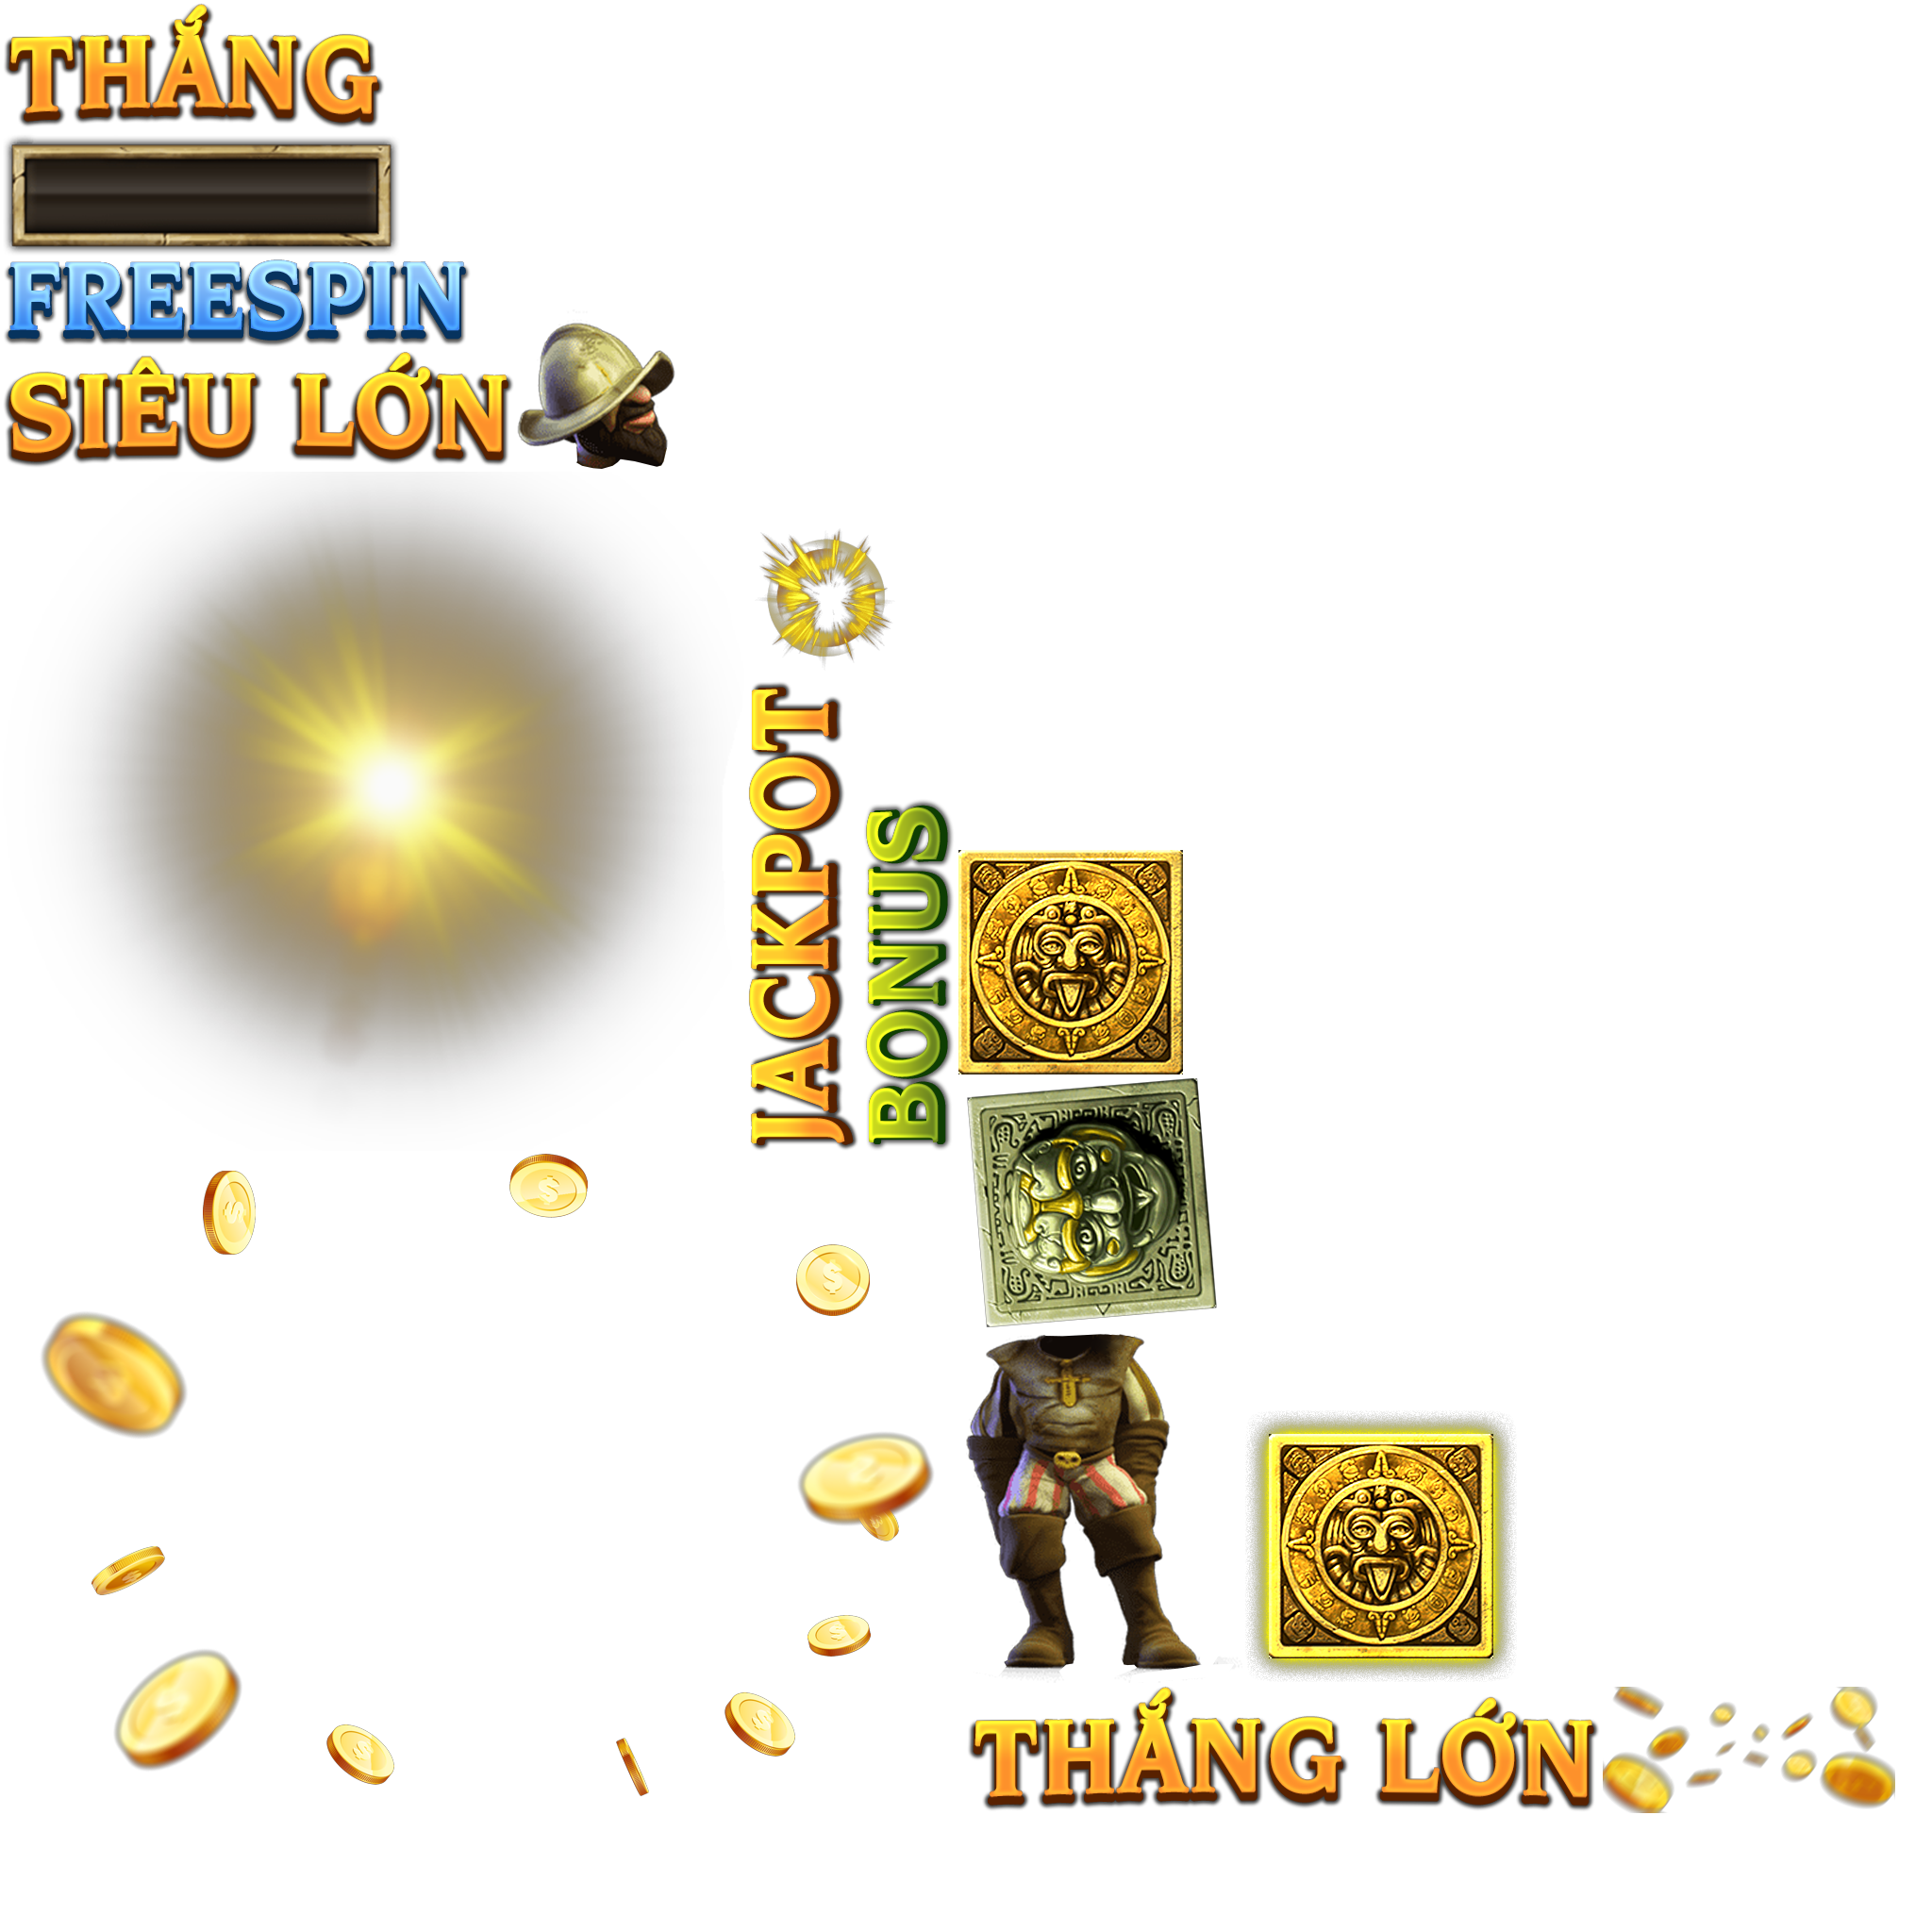 THẮNG
FREESPIN
SIÊU LỚN
JACKPOT
BONUS
THẮNG LỚN